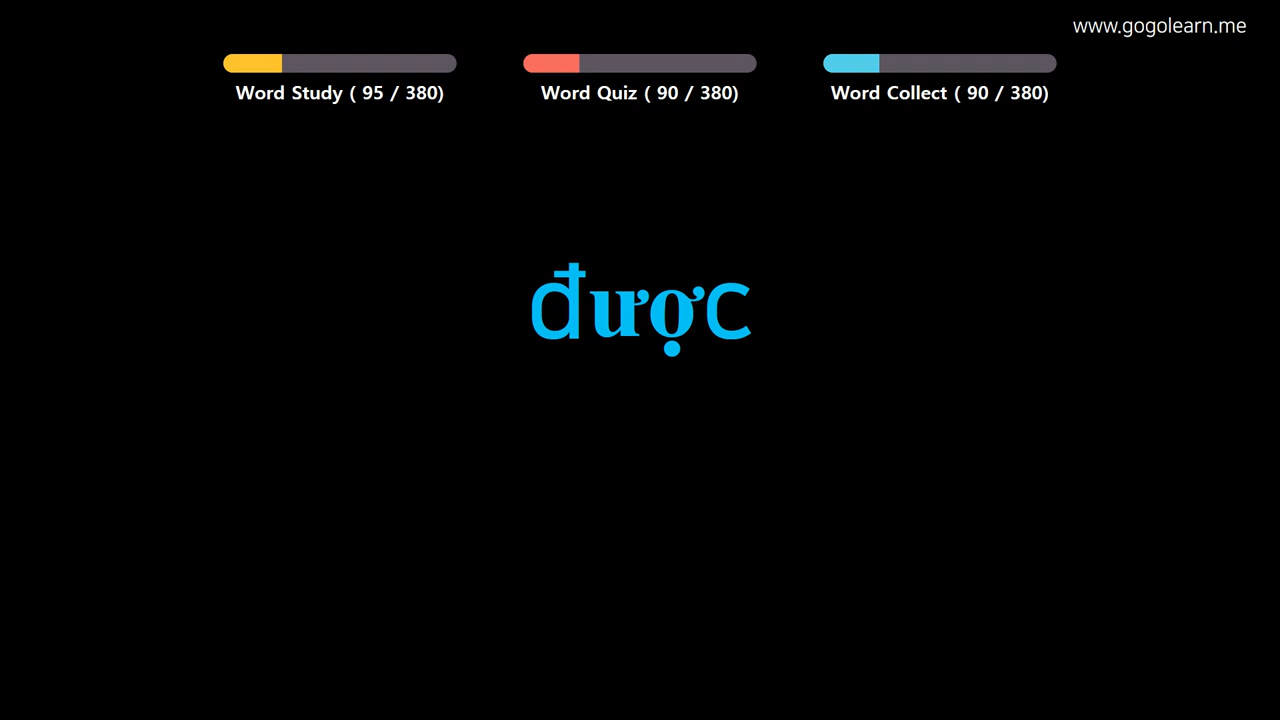 www.gogolearn.me
Word Study ( 95 / 380)
Word Quiz ( 90 / 380)
Word Collect ( 90 / 380)
được